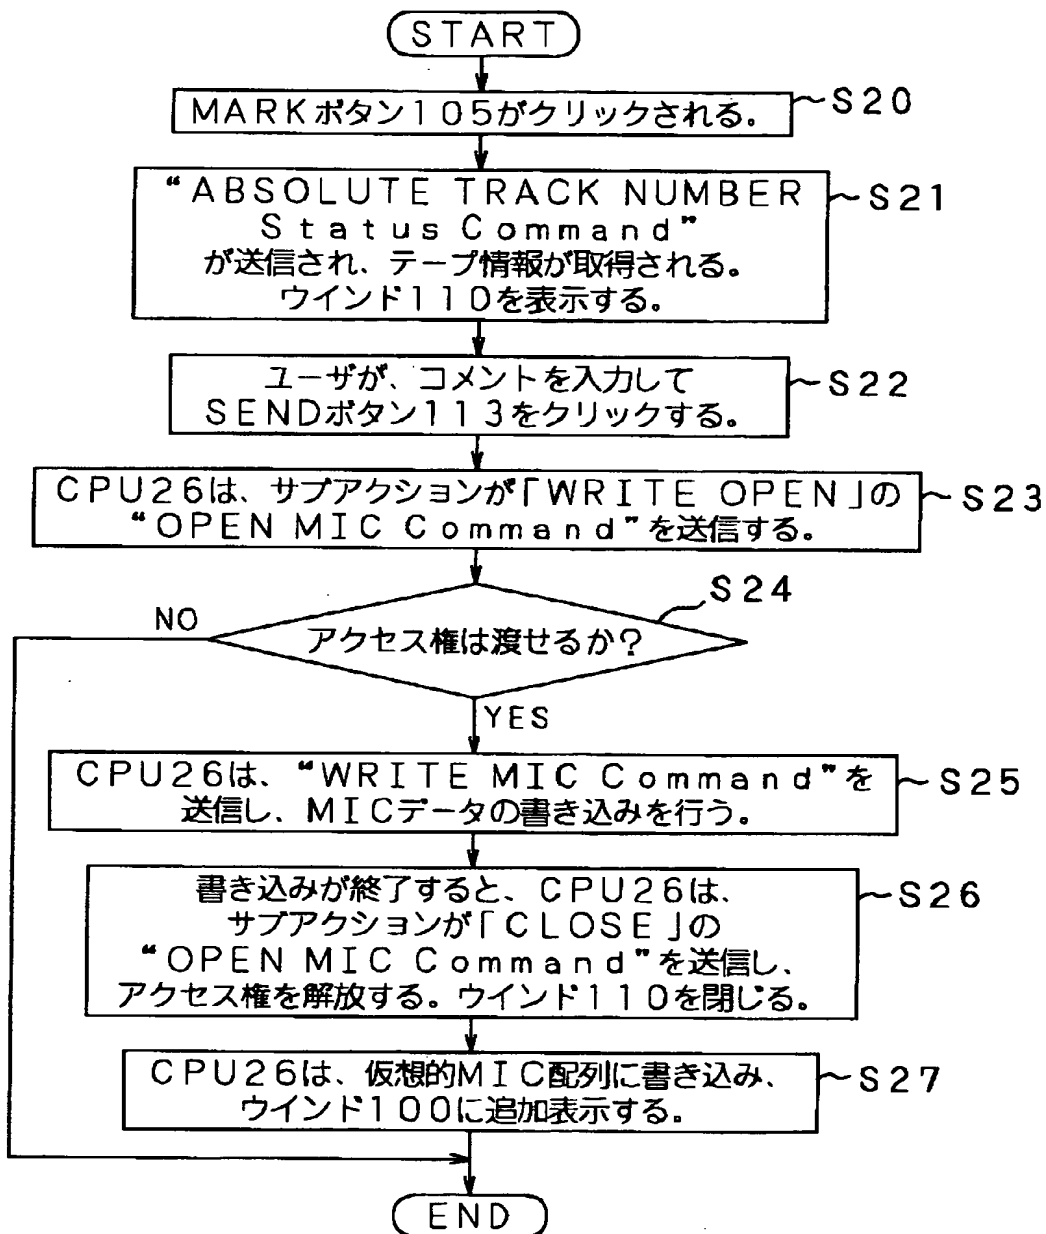 START
MARKボタン105がクリックされる。
S20
“ABSOLUTE TRACK NUMBER
Status Command”
が送信され、テープ情報が取得される。
ウインド110を表示する。
S21
ユーザが、コメントを入力して
SENDボタン113をクリックする。
S22
CPU26は、サブアクションが「WRITE OPEN」の
“OPEN MIC Command”を送信する。
S23
S24
NO
アクセス権は渡せるか?
YES
CPU26は、“WRITE MIC Command”を
送信し、MICデータの書き込みを行う。
S25
書き込みが終了すると、CPU26は、
サブアクションが「CLOSE」の
“OPEN MIC Command”を送信し、
アクセス権を解放する。ウインド110を閉じる。
S26
CPU26は、仮想的MIC配列に書き込み、
ウインド100に追加表示する。
S27
END